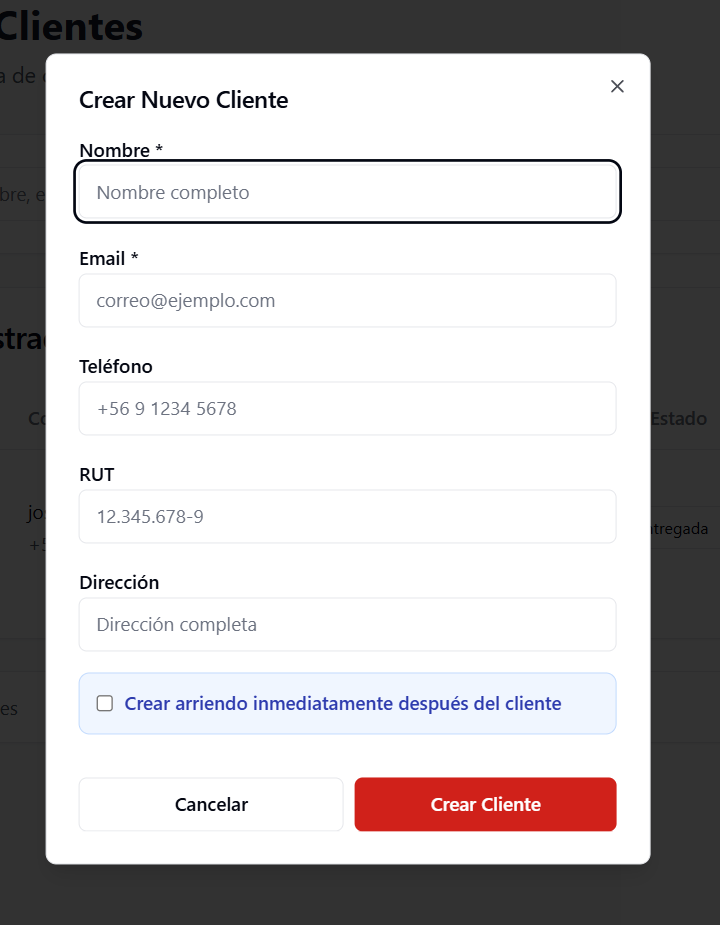 Clientes
a de
Crear Nuevo Cliente
Nombre *
bre, e
Nombre completo
Email *
correo@ejemplo.com
Teléfono
+56 9 1234 5678
Co
Estado
RUT
12.345.678-9
jo
+5
ntregada
Dirección
Dirección completa
Crear arriendo inmediatamente después del cliente
es
Cancelar
Crear Cliente